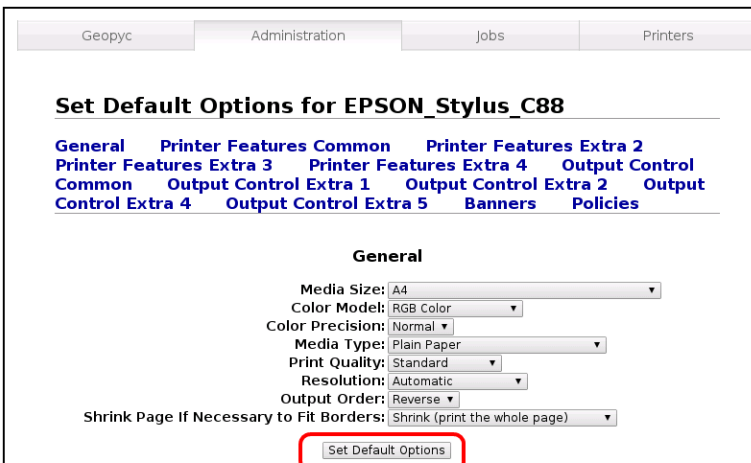 Geopyc Administration Jobs Printers
Set Default Options for EPSON_Stylus_C88
General Printer Features Common Printer Features Extra 2
Printer Features Extra 3 Printer Features Extra 4 Output Control
Common Output Control Extra 1 Output Control Extra 2 Output
Control Extra 4 Output Control Extra 5 Banners Policies
General
Media Size: A4
Color Model: RGB Color
Color Precision: Normal
Media Type: Plain Paper
Print Quality: Standard
Resolution: Automatic
Output Order: Reverse
Shrink Page If Necessary to Fit Borders: Shrink (print the whole page)
Set Default Options